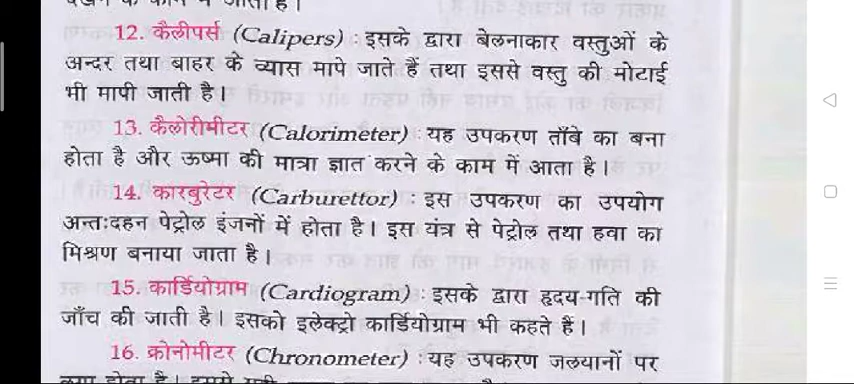 12. कैलीपर्स (Calipers) : इसके द्वारा बेलनाकार वस्तुओं के
अन्दर तथा बाहर के व्यास मापे जाते हैं तथा इससे वस्तु की मोटाई
भी मापी जाती है।
13. कैलोरीमीटर (Calorimeter) : यह उपकरण ताँबे का बना
होता है और ऊष्मा की मात्रा ज्ञात करने के काम में आता है।
14. कारबुरेटर (Carburettor) : इस उपकरण का उपयोग
अन्तःदहन पेट्रोल इंजनों में होता है। इस यंत्र से पेट्रोल तथा हवा का
मिश्रण बनाया जाता है।
15. कार्डियोग्राम (Cardiogram) : इसके द्वारा हृदय-गति की
जाँच की जाती है। इसको इलेक्ट्रो कार्डियोग्राम भी कहते हैं।
16. क्रोनोमीटर (Chronometer) : यह उपकरण जलयानों पर